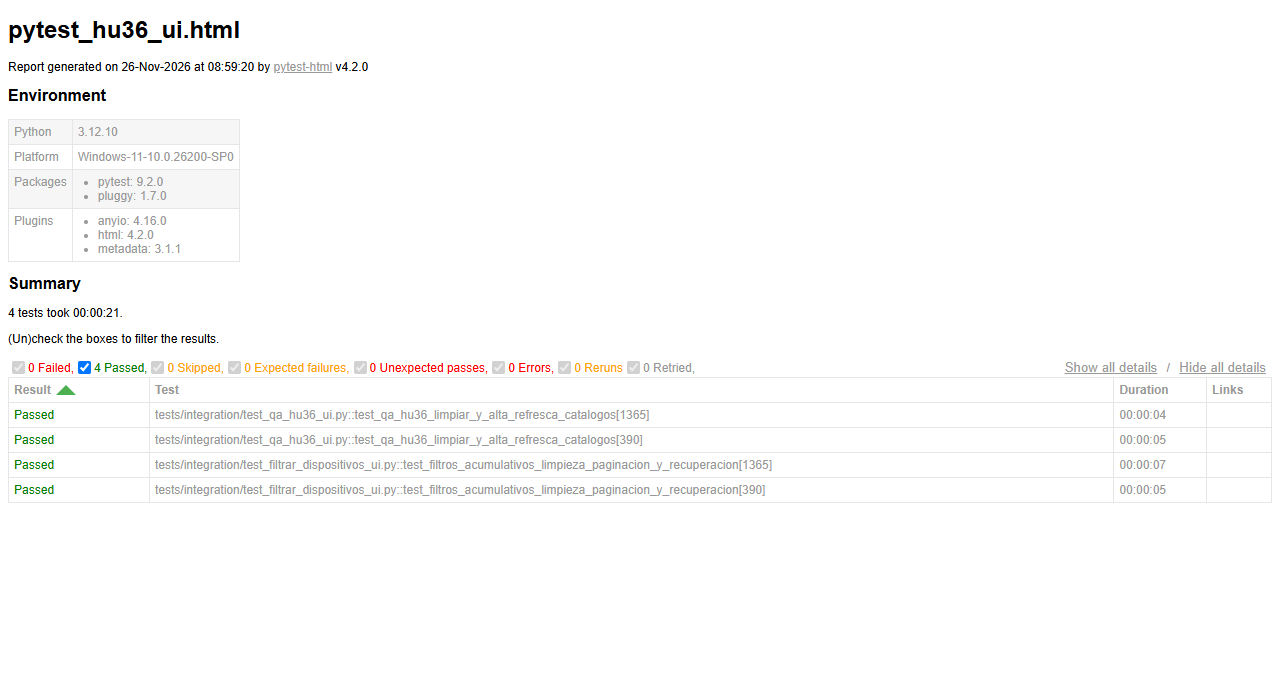 pytest_hu36_ui.html
Report generated on 26-Nov-2026 at 08:59:20 by pytest-html v4.2.0
Environment
Python 3.12.10
Platform Windows-11-10.0.26200-SP0
Packages pytest: 9.2.0
pluggy: 1.7.0
Plugins anyio: 4.16.0
html: 4.2.0
metadata: 3.1.1
Summary
4 tests took 00:00:21.
(Un)check the boxes to filter the results.
0 Failed, 4 Passed, 0 Skipped, 0 Expected failures, 0 Unexpected passes, 0 Errors, 0 Reruns 0 Retried, Show all details / Hide all details
Result Test Duration Links
Passed tests/integration/test_qa_hu36_ui.py::test_qa_hu36_limpiar_y_alta_refresca_catalogos[1365] 00:00:04
Passed tests/integration/test_qa_hu36_ui.py::test_qa_hu36_limpiar_y_alta_refresca_catalogos[390] 00:00:05
Passed tests/integration/test_filtrar_dispositivos_ui.py::test_filtros_acumulativos_limpieza_paginacion_y_recuperacion[1365] 00:00:07
Passed tests/integration/test_filtrar_dispositivos_ui.py::test_filtros_acumulativos_limpieza_paginacion_y_recuperacion[390] 00:00:05